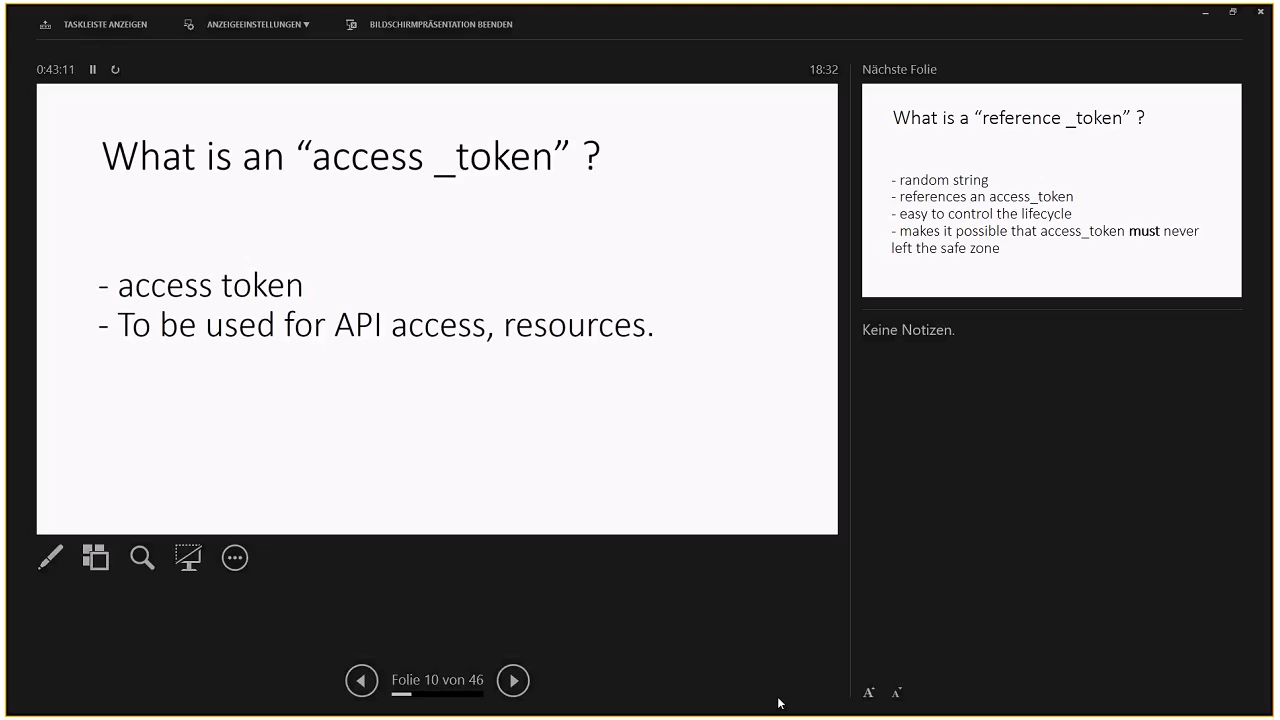 TASKLEISTE ANZEIGEN
ANZEIGEEINSTELLUNGEN
BILDSCHIRMPRÄSENTATION BEENDEN
0:43:11
18:32
What is an “access _token” ?
- access token
- To be used for API access, resources.
Folie 10 von 46
Nächste Folie
What is a “reference _token” ?
- random string
- references an access_token
- easy to control the lifecycle
- makes it possible that access_token must never
left the safe zone
Keine Notizen.
A A